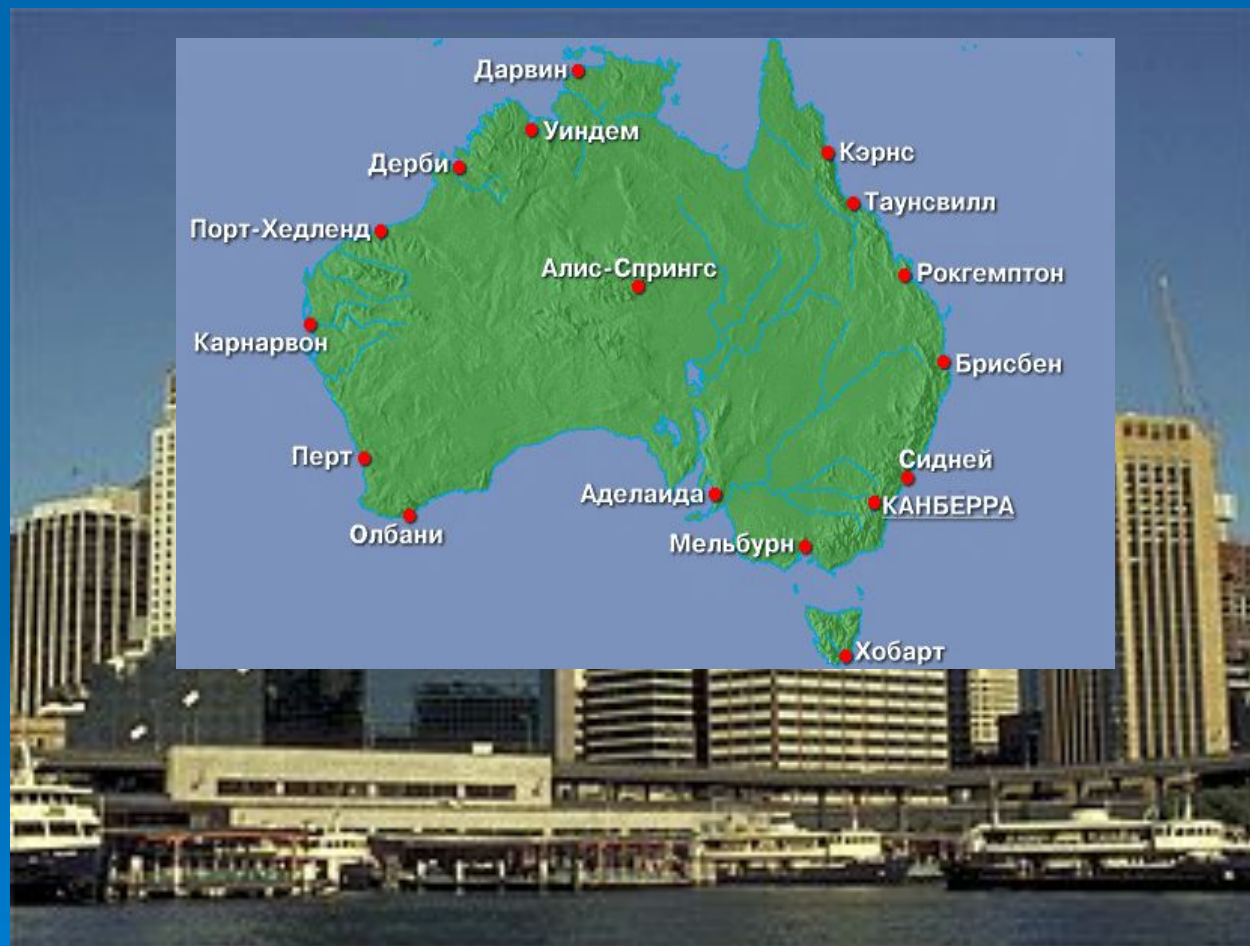 Дарвин
Уиндем
Кэрнс
Дерби
Таунсвилл
Порт-Хедленд
Алис-Спрингс
Рокгемптон
Карнарвон
Брисбен
Перт
Сидней
Аделаида
КАНБЕРРА
Олбани
Мельбурн
Хобарт